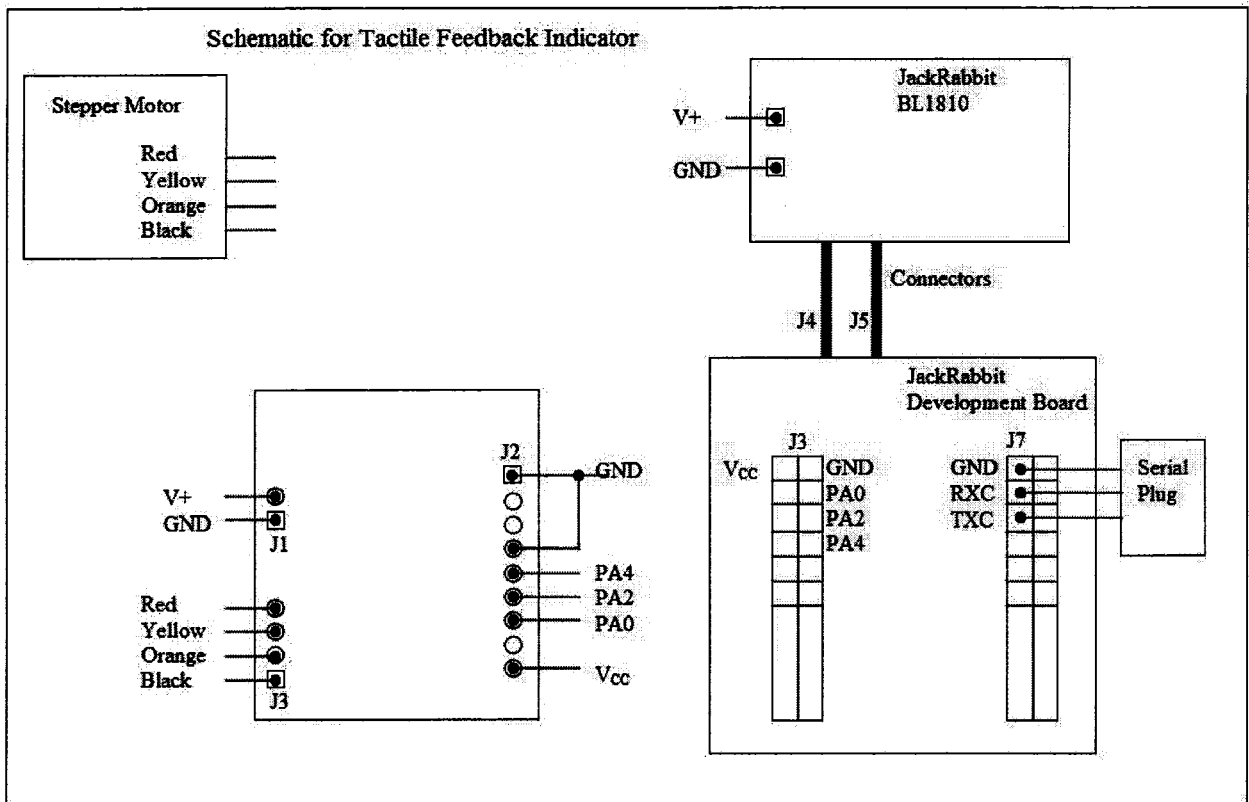 Schematic for Tactile Feedback Indicator
Stepper Motor
Red
Yellow
Orange
Black
JackRabbit
BL1810
V+
GND
Connectors
J4
J5
JackRabbit
Development Board
J3
J7
Vcc
GND
PA0
PA2
PA4
GND
RXC
TXC
Serial
Plug
J2
GND
V+
GND
J1
PA4
PA2
PA0
Vcc
Red
Yellow
Orange
Black
J3